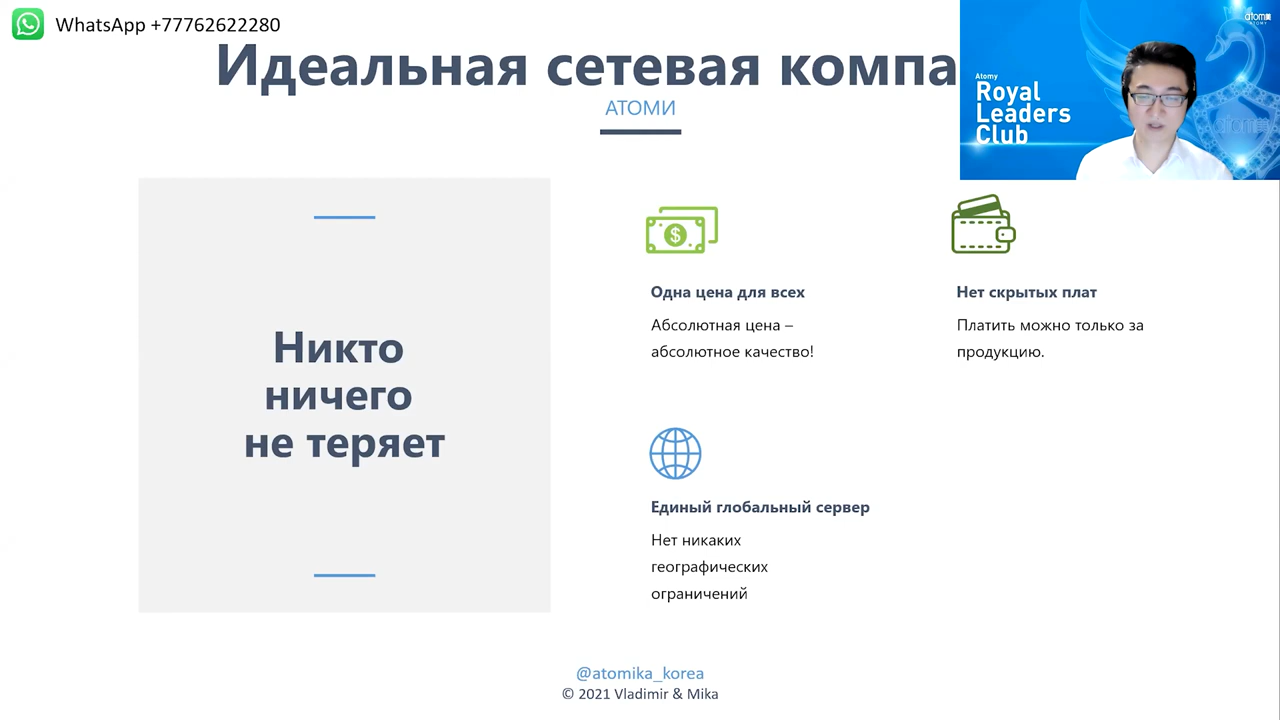 WhatsApp +77762622280
Идеальная сетевая компа
АТОМИ
atomi
ATOMY
Atomy
Royal
Leaders
Club
Никто
ничего
не теряет
Одна цена для всех
Абсолютная цена –
абсолютное качество!
Нет скрытых плат
Платить можно только за
продукцию.
Единый глобальный сервер
Нет никаких
географических
ограничений
@atomika_korea
© 2021 Vladimir & Mika